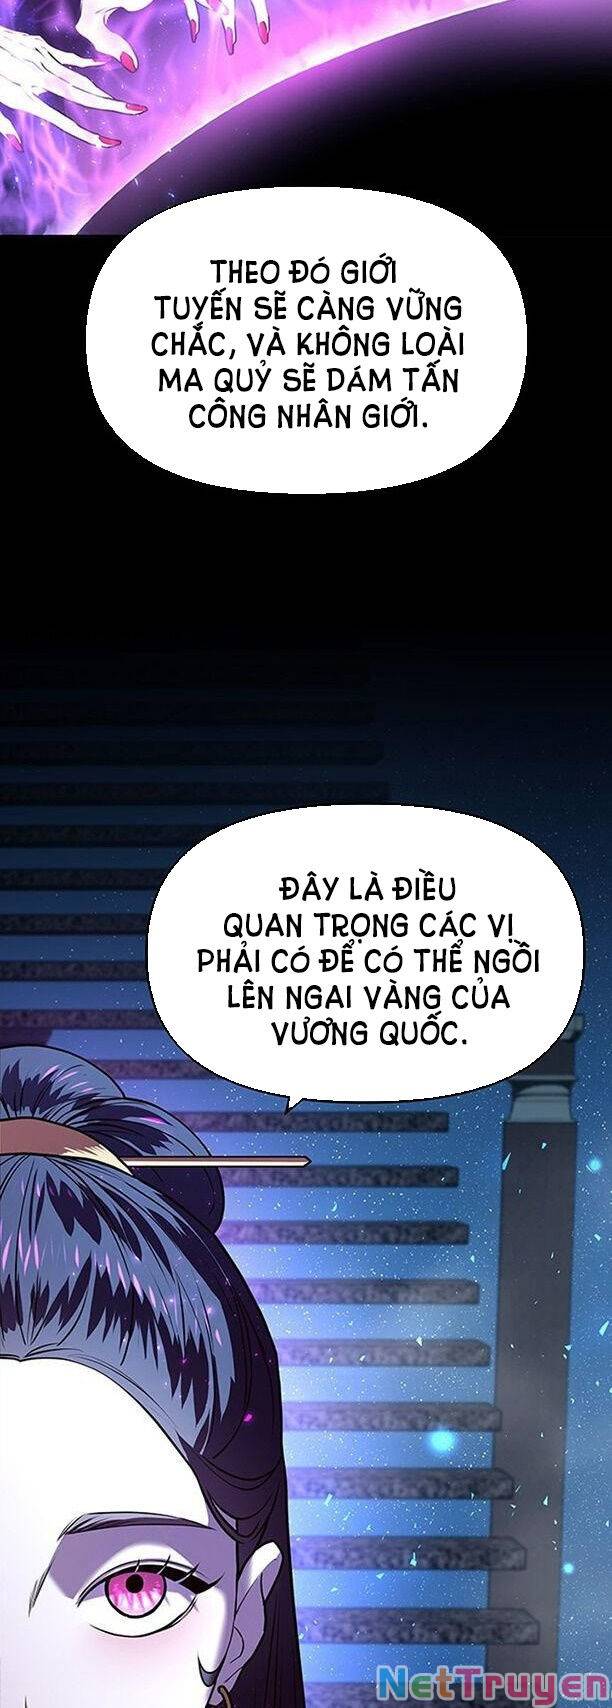 THEO ĐÓ GIỚI
TUYẾN SẼ CÀNG VỮNG
CHẮC, VÀ KHÔNG LOÀI
MA QUỶ SẼ DÁM TẤN
CÔNG NHÂN GIỚI.
ĐÂY LÀ ĐIỀU
QUAN TRỌNG CÁC VỊ
PHẢI CÓ ĐỂ CÓ THỂ NGỒI
LÊN NGAI VÀNG CỦA
VƯƠNG QUỐC.
NetTruyen